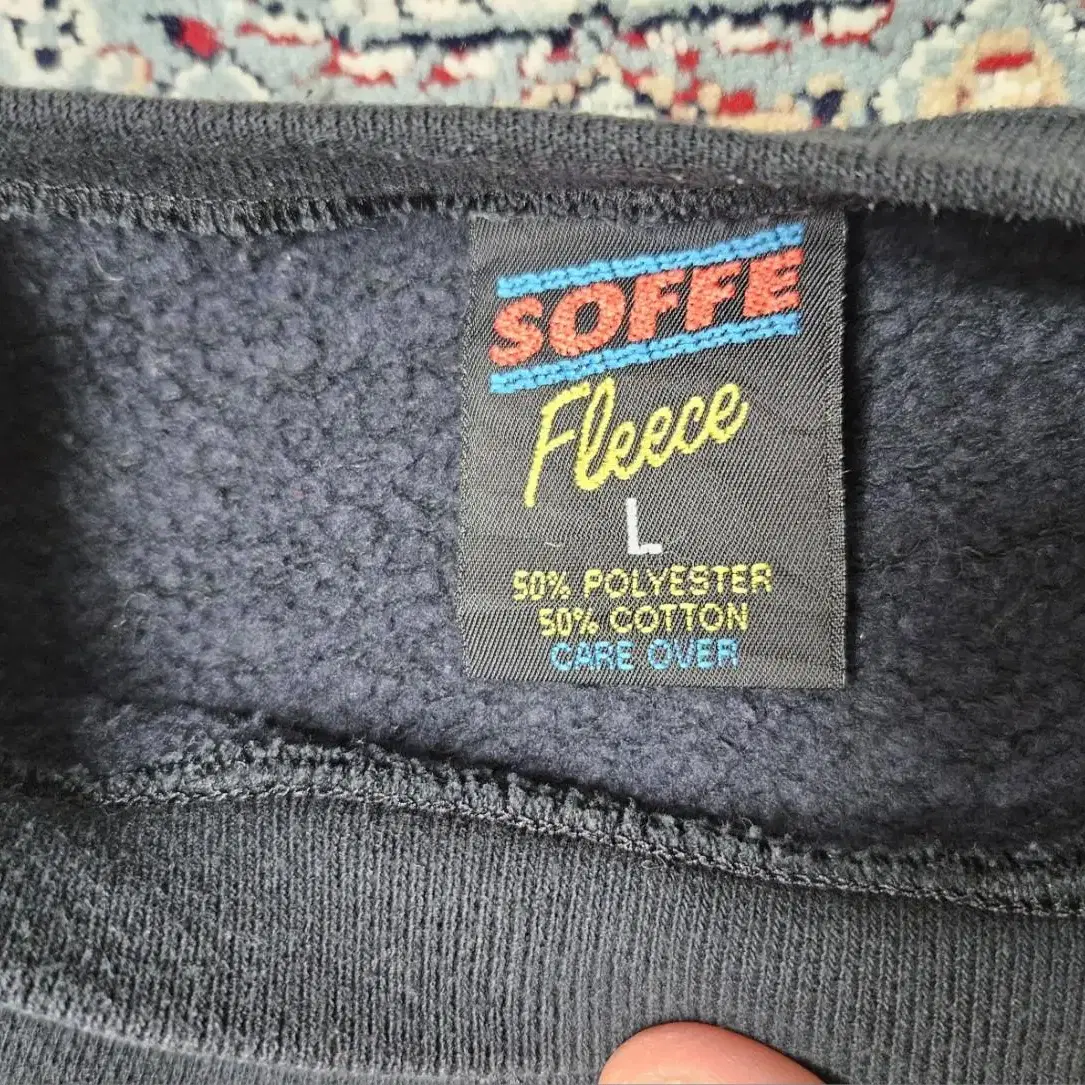 SOFFE
Fleece
L
50% POLYESTER
50% COTTON
CARE OVER